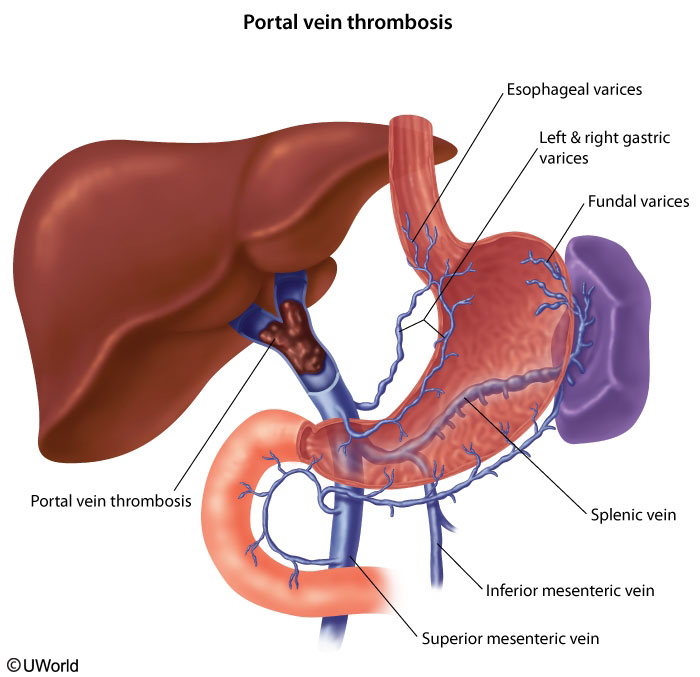 Portal vein thrombosis
Esophageal varices
Left & right gastric
varices
Fundal varices
Portal vein thrombosis
Splenic vein
Inferior mesenteric vein
Superior mesenteric vein
©UWorld